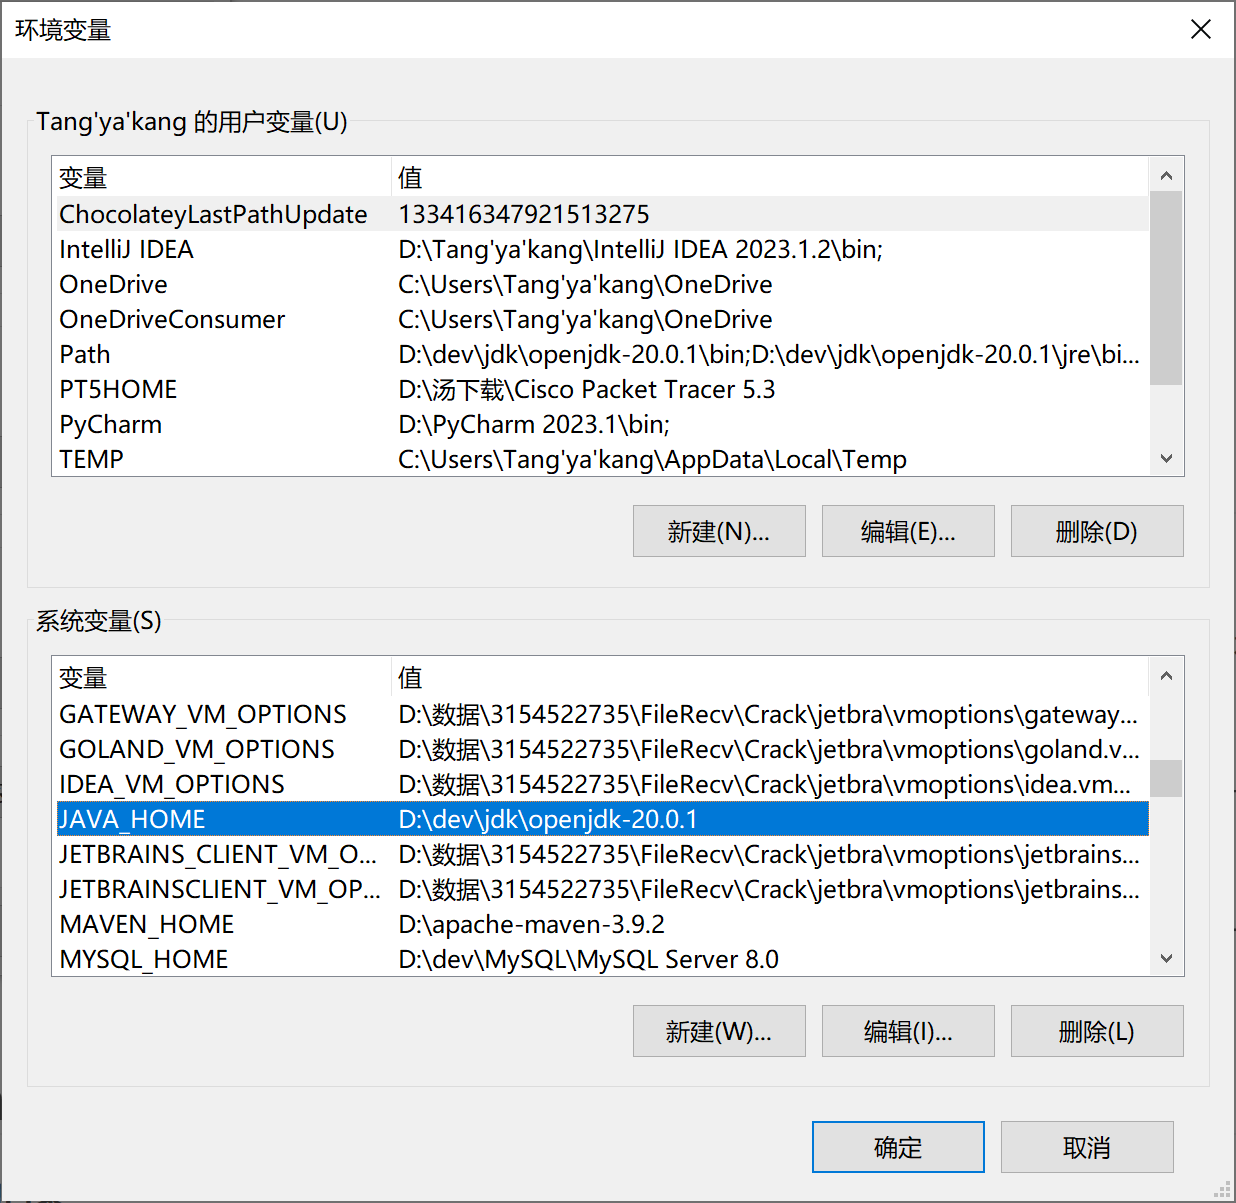 环境变量
Tang'ya'kang 的用户变量(U)
变量 值
ChocolateyLastPathUpdate 133416347921513275
IntelliJ IDEA D:\Tang'ya'kang\IntelliJ IDEA 2023.1.2\bin;
OneDrive C:\Users\Tang'ya'kang\OneDrive
OneDriveConsumer C:\Users\Tang'ya'kang\OneDrive
Path D:\dev\jdk\openjdk-20.0.1\bin;D:\dev\jdk\openjdk-20.0.1\jre\bi...
PT5HOME D:\汤下载\Cisco Packet Tracer 5.3
PyCharm D:\PyCharm 2023.1\bin;
TEMP C:\Users\Tang'ya'kang\AppData\Local\Temp
新建(N)... 编辑(E)... 删除(D)
系统变量(S)
变量 值
GATEWAY_VM_OPTIONS D:\数据\3154522735\FileRecv\Crack\jetbra\vmoptions\gateway...
GOLAND_VM_OPTIONS D:\数据\3154522735\FileRecv\Crack\jetbra\vmoptions\goland.v...
IDEA_VM_OPTIONS D:\数据\3154522735\FileRecv\Crack\jetbra\vmoptions\idea.vm...
JAVA_HOME D:\dev\jdk\openjdk-20.0.1
JETBRAINS_CLIENT_VM_O... D:\数据\3154522735\FileRecv\Crack\jetbra\vmoptions\jetbrains...
JETBRAINSCLIENT_VM_OP... D:\数据\3154522735\FileRecv\Crack\jetbra\vmoptions\jetbrains...
MAVEN_HOME D:\apache-maven-3.9.2
MYSQL_HOME D:\dev\MySQL\MySQL Server 8.0
新建(W)... 编辑(I)... 删除(L)
确定 取消